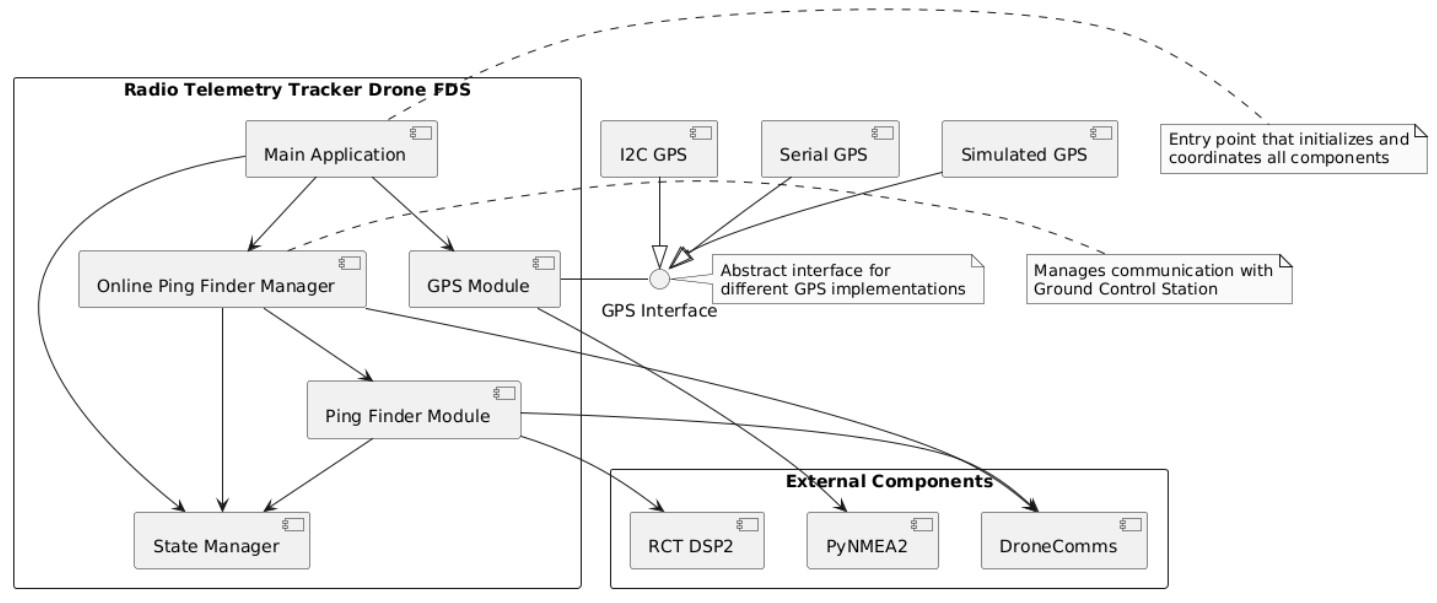 Radio Telemetry Tracker Drone FDS
Main Application
I2C GPS
Serial GPS
Simulated GPS
Entry point that initializes and
coordinates all components
Online Ping Finder Manager
GPS Module
GPS Interface
Abstract interface for
different GPS implementations
Manages communication with
Ground Control Station
Ping Finder Module
External Components
State Manager
RCT DSP2
PyNMEA2
DroneComms